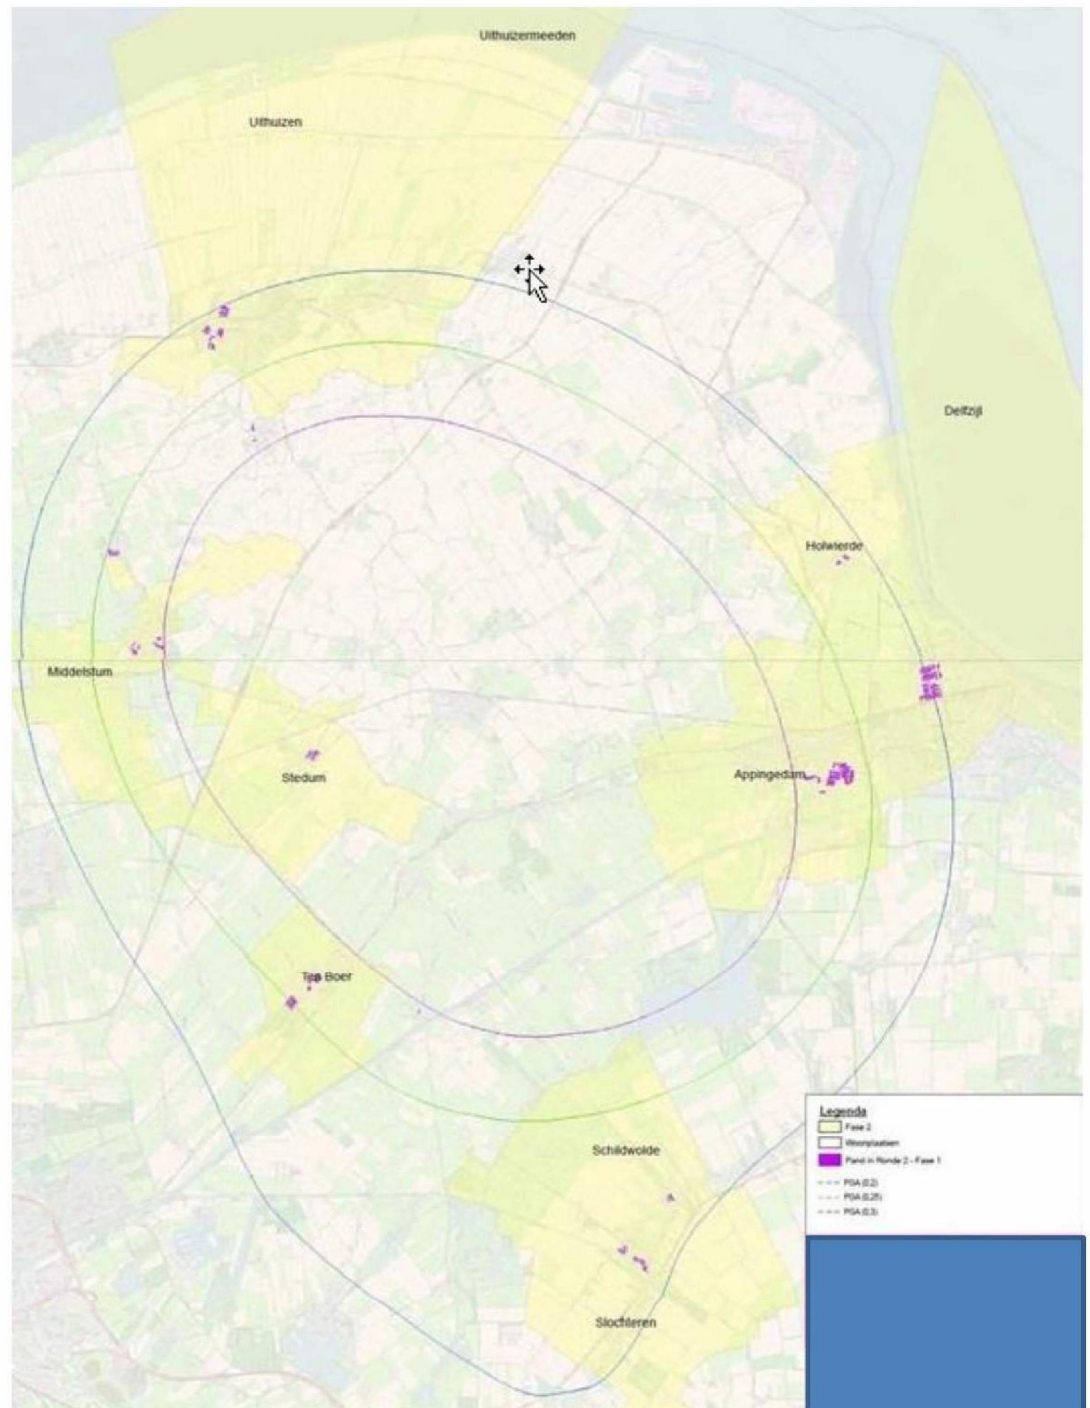 Uithuizermeeden
Uithuizen
Delfzijl
Holwierde
Middelstum
Stedum
Appingedam
Ten Boer
Schildwolde
Slochteren
Legenda
Fase 2
Woonplaatsen
Pand in Ronde 2 - Fase 1
PGA (0,2)
PGA (0,25)
PGA (0,3)